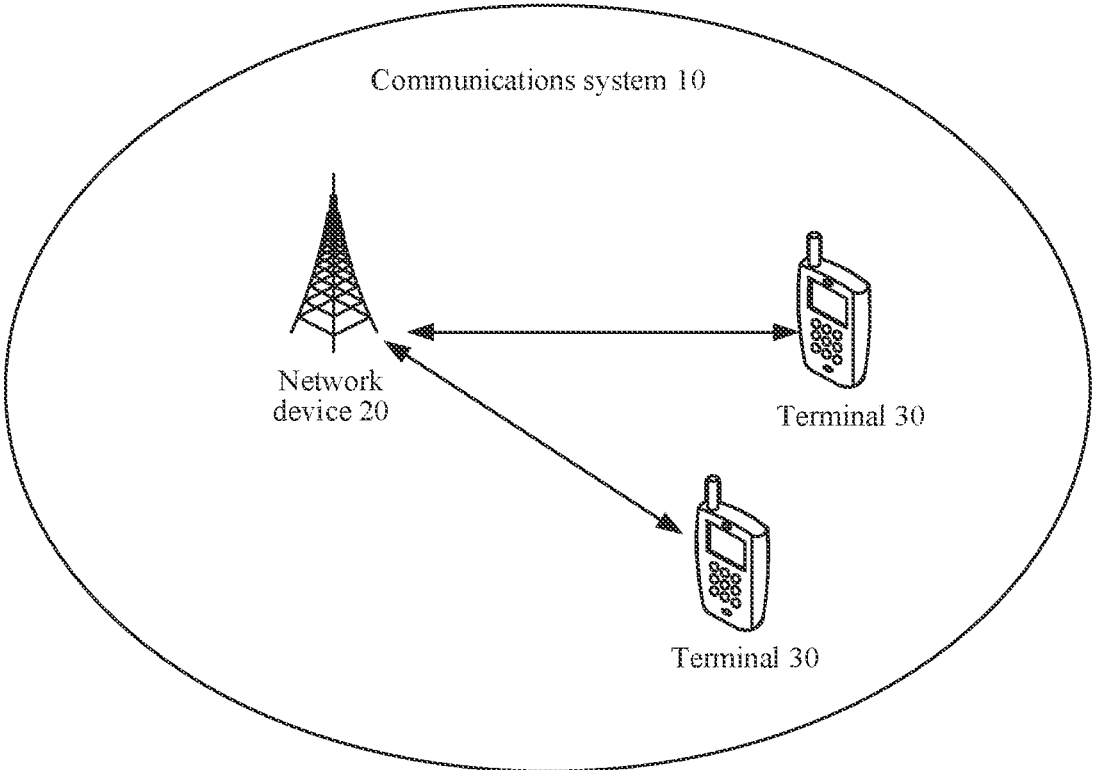 Communications system 10
Network
device 20
Terminal 30
Terminal 30